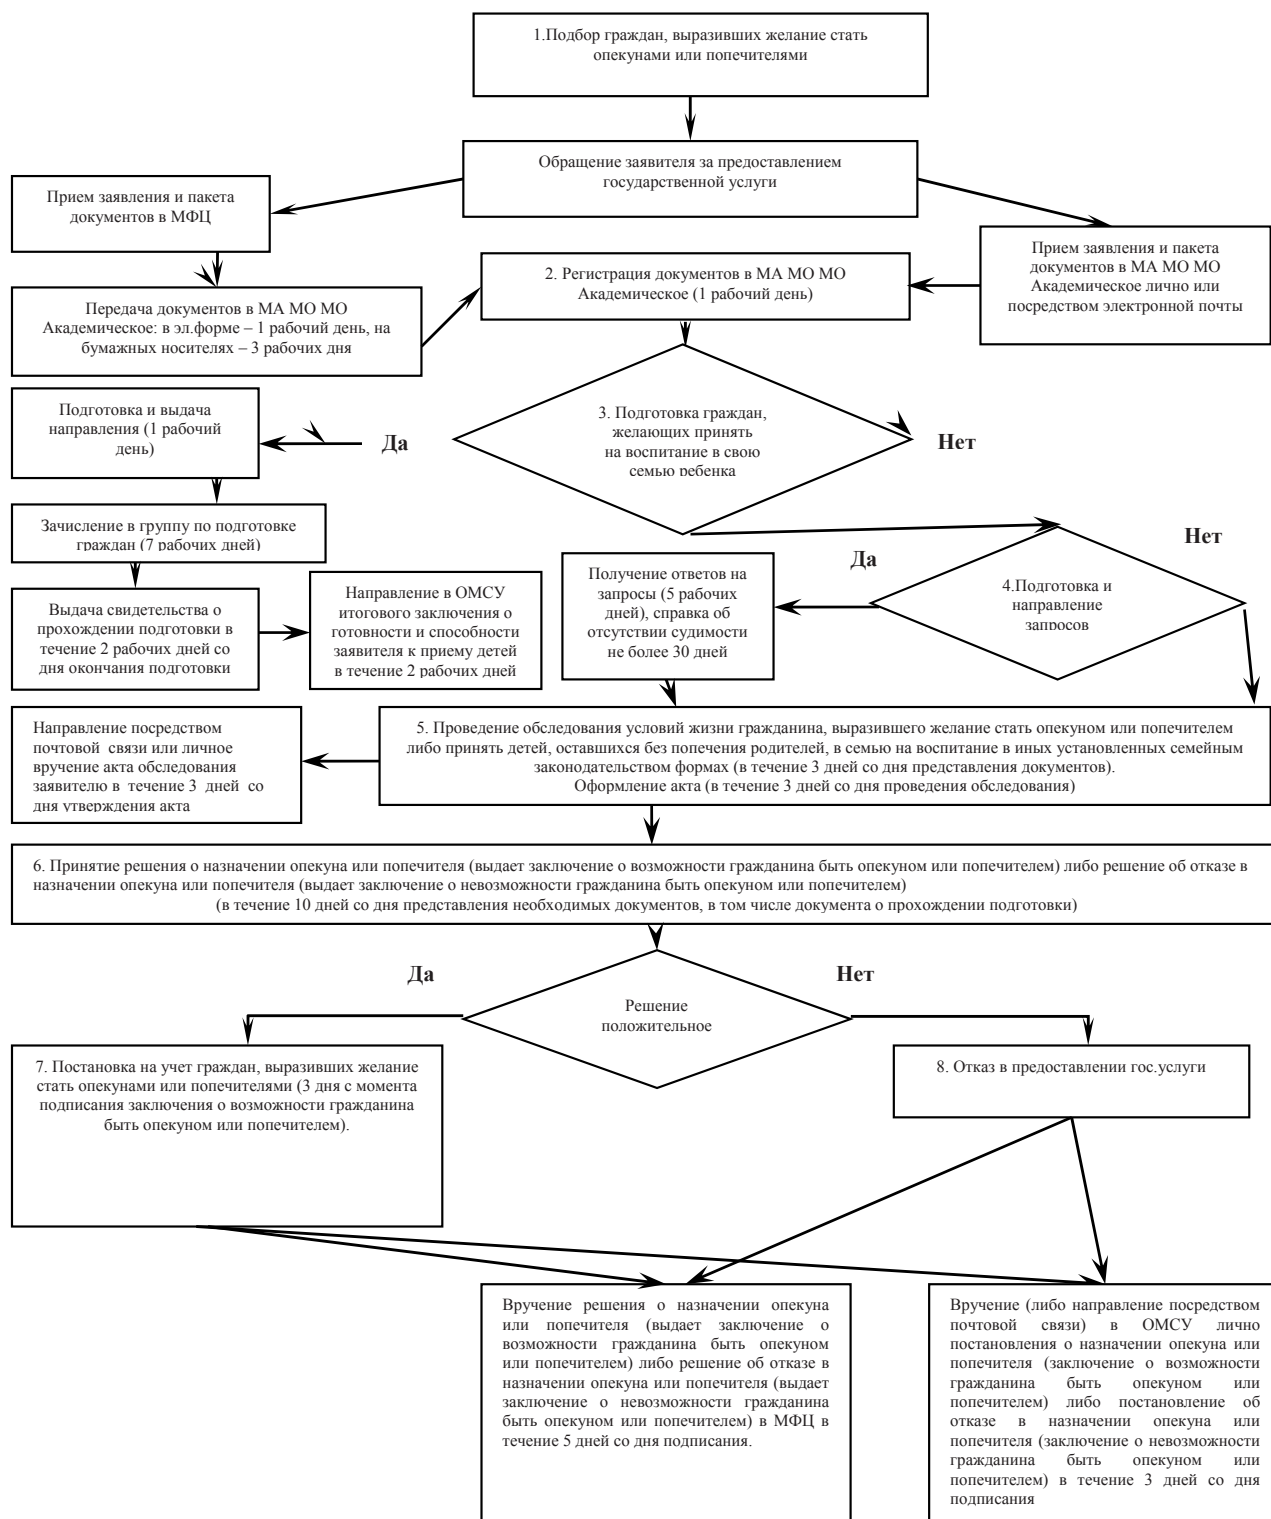 1.Подбор граждан, выразивших желание стать
опекунами или попечителями
Обращение заявителя за предоставлением
государственной услуги
Прием заявления и пакета
документов в МФЦ
Прием заявления и пакета
документов в МА МО МО
Академическое лично или
посредством электронной почты
2. Регистрация документов в МА МО МО
Академическое (1 рабочий день)
Передача документов в МА МО МО
Академическое: в эл.форме – 1 рабочий день, на
бумажных носителях – 3 рабочих дня
3. Подготовка граждан,
желающих принять
на воспитание в свою
семью ребенка
Да
Нет
Подготовка и выдача
направления (1 рабочий
день)
Зачисление в группу по подготовке
граждан (7 рабочих дней)
Выдача свидетельства о
прохождении подготовки в
течение 2 рабочих дней со
дня окончания подготовки
Направление в ОМСУ
итогового заключения о
готовности и способности
заявителя к приему детей
в течение 2 рабочих дней
Получение ответов на
запросы (5 рабочих
дней), справка об
отсутствии судимости
не более 30 дней
Да
Нет
4.Подготовка и
направление
запросов
Направление посредством
почтовой связи или личное
вручение акта обследования
заявителю в течение 3 дней со
дня утверждения акта
5. Проведение обследования условий жизни гражданина, выразившего желание стать опекуном или попечителем
либо принять детей, оставшихся без попечения родителей, в семью на воспитание в иных установленных семейным
законодательством формах (в течение 3 дней со дня представления документов).
Оформление акта (в течение 3 дней со дня проведения обследования)
6. Принятие решения о назначении опекуна или попечителя (выдает заключение о возможности гражданина быть опекуном или попечителем) либо решение об отказе в
назначении опекуна или попечителя (выдает заключение о невозможности гражданина быть опекуном или попечителем)
(в течение 10 дней со дня представления необходимых документов, в том числе документа о прохождении подготовки)
Да
Нет
Решение
положительное
7. Постановка на учет граждан, выразивших желание
стать опекунами или попечителями (3 дня с момента
подписания заключения о возможности гражданина
быть опекуном или попечителем).
8. Отказ в предоставлении гос.услуги
Вручение решения о назначении опекуна
или попечителя (выдает заключение о
возможности гражданина быть опекуном
или попечителем) либо решение об отказе в
назначении опекуна или попечителя (выдает
заключение о невозможности гражданина
быть опекуном или попечителем) в МФЦ в
течение 5 дней со дня подписания.
Вручение (либо направление посредством
почтовой связи) в ОМСУ лично
постановления о назначении опекуна или
попечителя (заключение о возможности
гражданина быть опекуном или
попечителем) либо постановление об
отказе в назначении опекуна или
попечителя (заключение о невозможности
гражданина быть опекуном или
попечителем) в течение 3 дней со дня
подписания